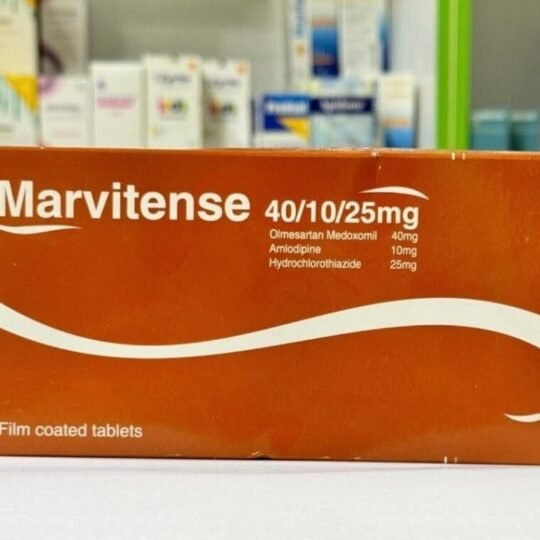 Marvitense 40/10/25mg
Olmesartan Medoxomil 40mg
Amlodipine 10mg
Hydrochlorothiazide 25mg
Film coated tablets